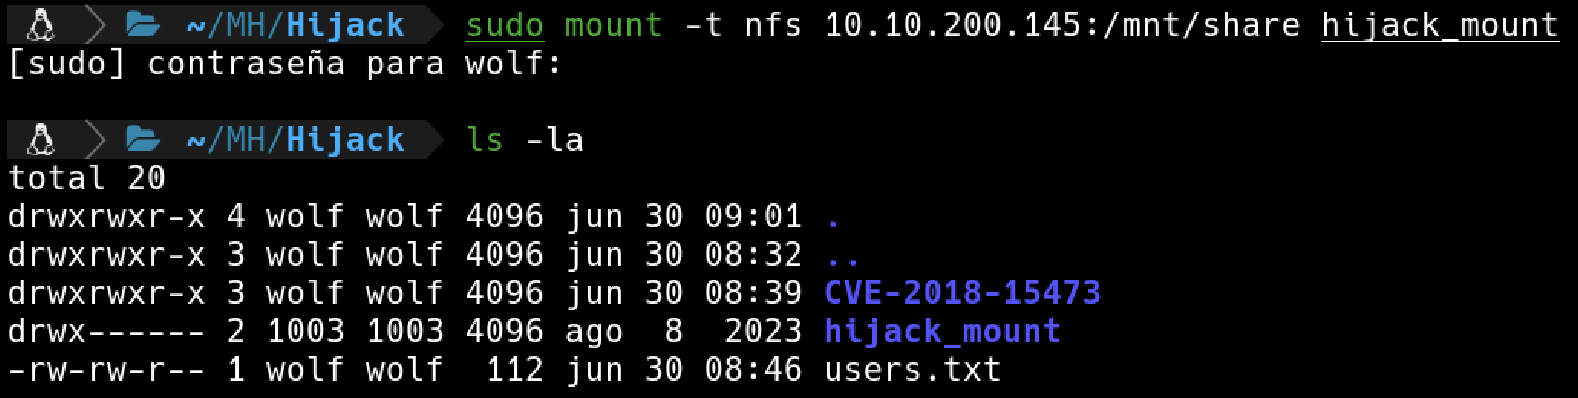 ~/MH/Hijack sudo mount -t nfs 10.10.200.145:/mnt/share hijack_mount
[sudo] contraseña para wolf:
~/MH/Hijack ls -la
total 20
drwxrwxr-x 4 wolf wolf 4096 jun 30 09:01 .
drwxrwxr-x 3 wolf wolf 4096 jun 30 08:32 ..
drwxrwxr-x 3 wolf wolf 4096 jun 30 08:39 CVE-2018-15473
drwx------ 2 1003 1003 4096 ago  8  2023 hijack_mount
-rw-rw-r-- 1 wolf wolf  112 jun 30 08:46 users.txt